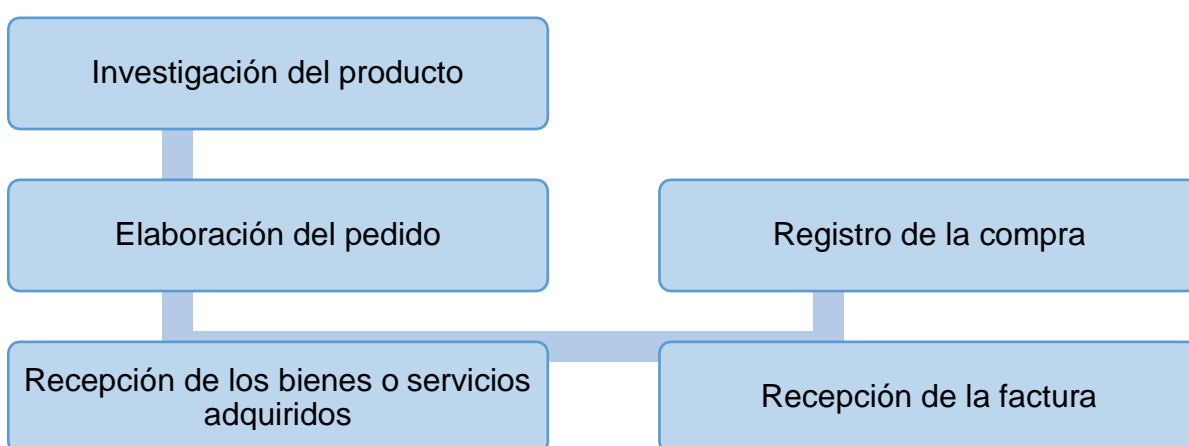 Investigación del producto
Elaboración del pedido
Recepción de los bienes o servicios
adquiridos
Recepción de la factura
Registro de la compra